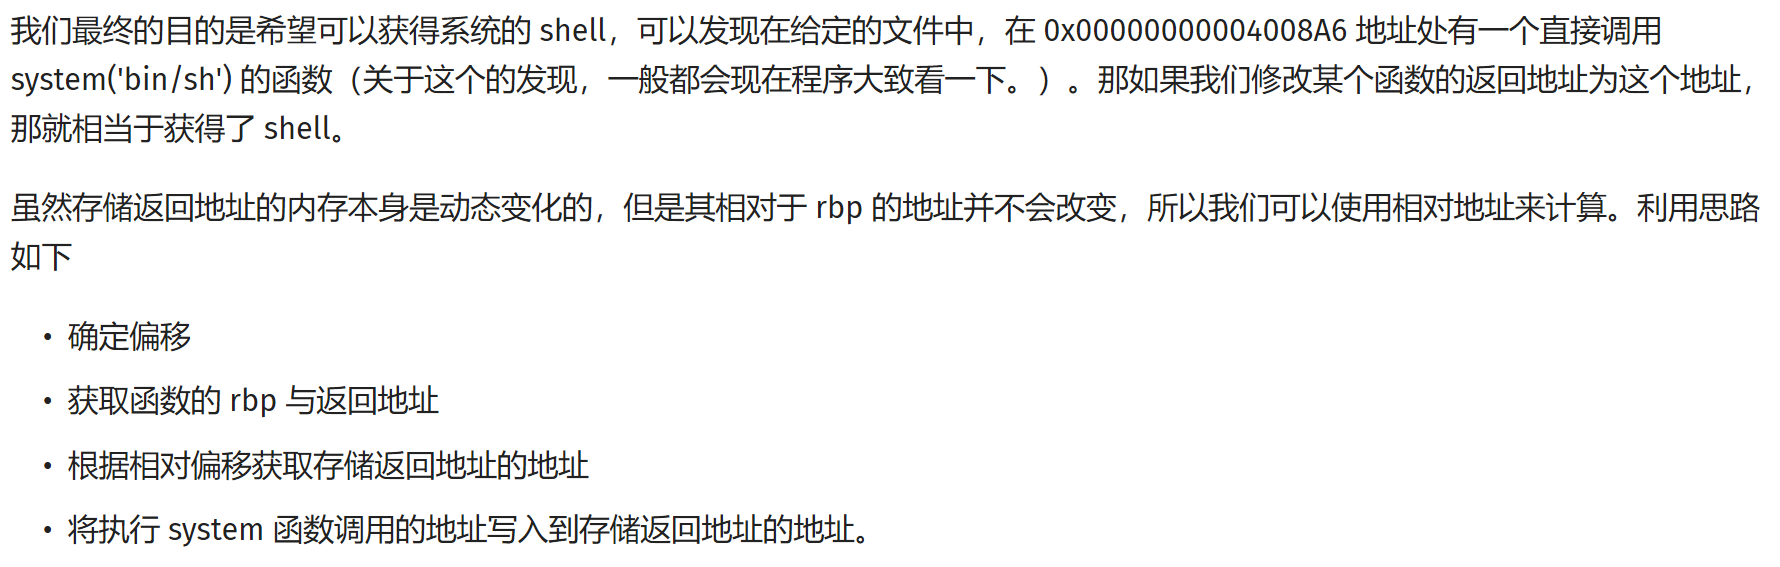 我们最终的目的是希望可以获得系统的 shell，可以发现在给定的文件中，在 0x00000000004008A6 地址处有一个直接调用
system('bin/sh') 的函数（关于这个的发现，一般都会现在程序大致看一下。）。那如果我们修改某个函数的返回地址为这个地址，
那就相当于获得了 shell。
虽然存储返回地址的内存本身是动态变化的，但是其相对于 rbp 的地址并不会改变，所以我们可以使用相对地址来计算。利用思路
如下
• 确定偏移
• 获取函数的 rbp 与返回地址
• 根据相对偏移获取存储返回地址的地址
• 将执行 system 函数调用的地址写入到存储返回地址的地址。